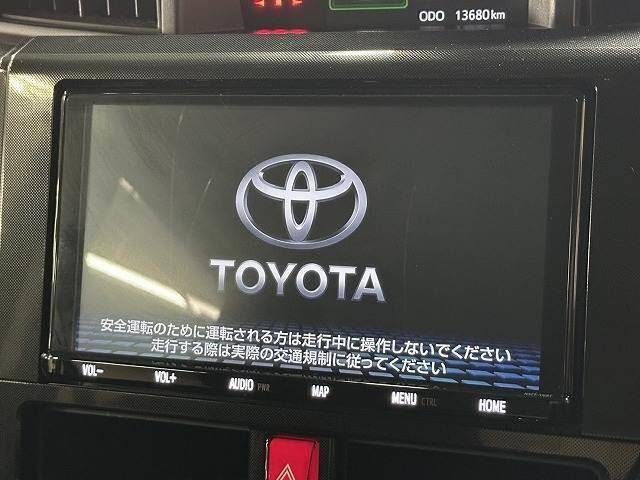 ODO 13680 km
TOYOTA
安全運転のために運転される方は走行中に操作しないでください
走行する際は実際の交通規制に従ってください
VOL- VOL+ AUDIO PWR MAP MENU CTRL HOME